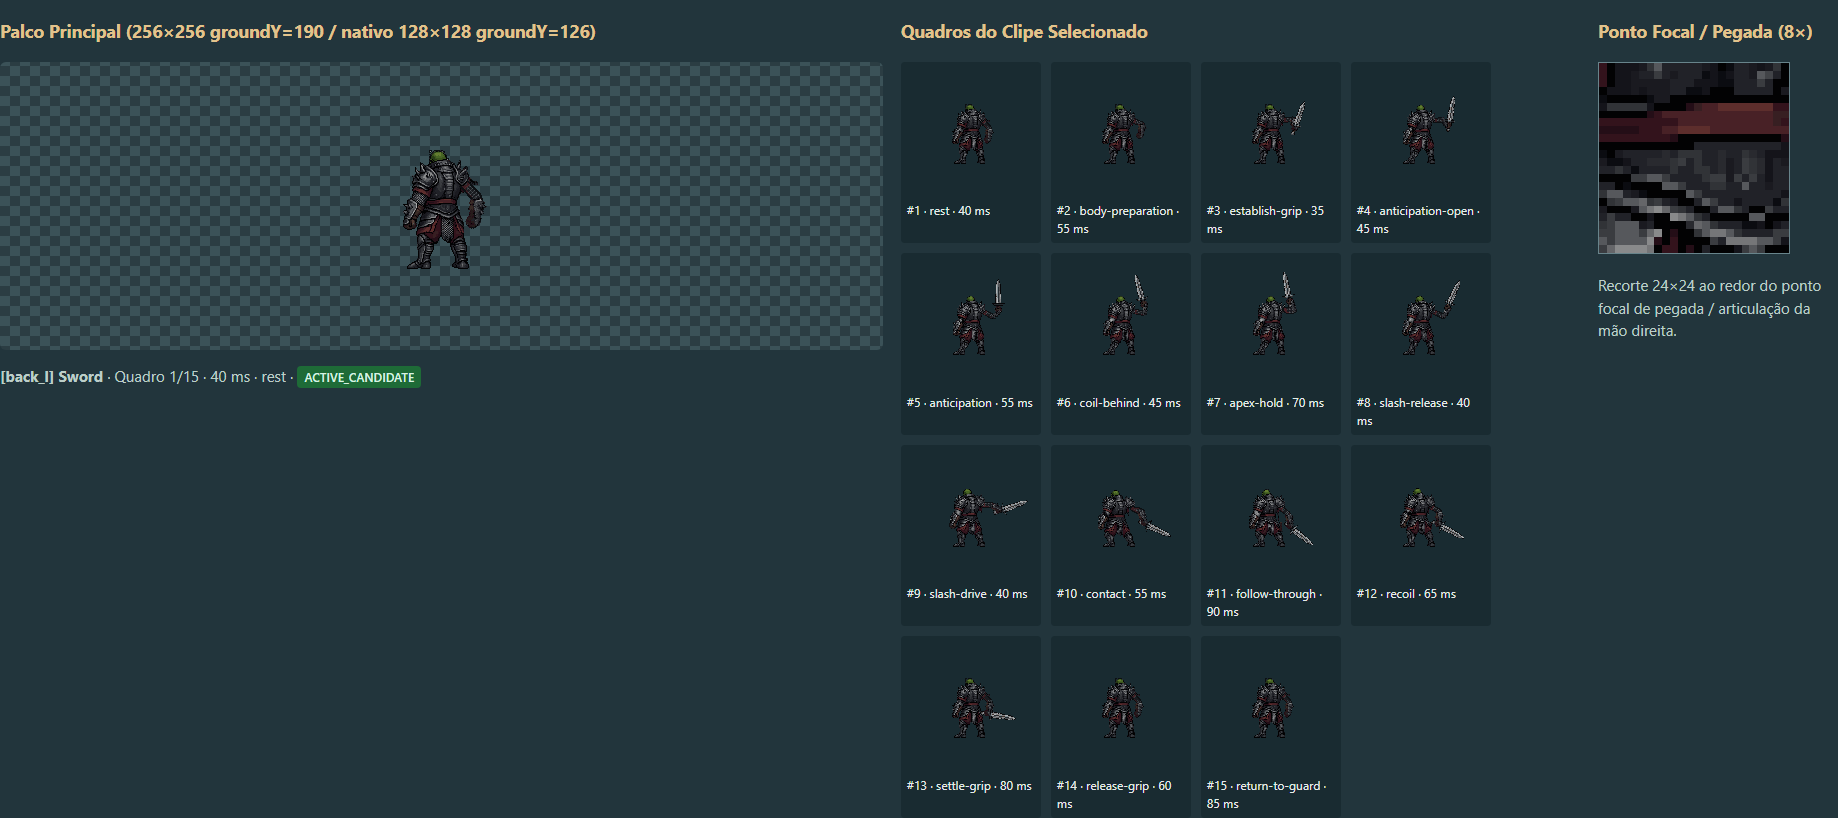 Palco Principal (256×256 groundY=190 / nativo 128×128 groundY=126)
[back_l] Sword · Quadro 1/15 · 40 ms · rest · ACTIVE_CANDIDATE
Quadros do Clipe Selecionado
#1 · rest · 40 ms
#2 · body-preparation ·
55 ms
#3 · establish-grip · 35
ms
#4 · anticipation-open ·
45 ms
#5 · anticipation · 55 ms
#6 · coil-behind · 45 ms
#7 · apex-hold · 70 ms
#8 · slash-release · 40
ms
#9 · slash-drive · 40 ms
#10 · contact · 55 ms
#11 · follow-through ·
90 ms
#12 · recoil · 65 ms
#13 · settle-grip · 80 ms
#14 · release-grip · 60
ms
#15 · return-to-guard ·
85 ms
Ponto Focal / Pegada (8×)
Recorte 24×24 ao redor do ponto
focal de pegada / articulação da
mão direita.